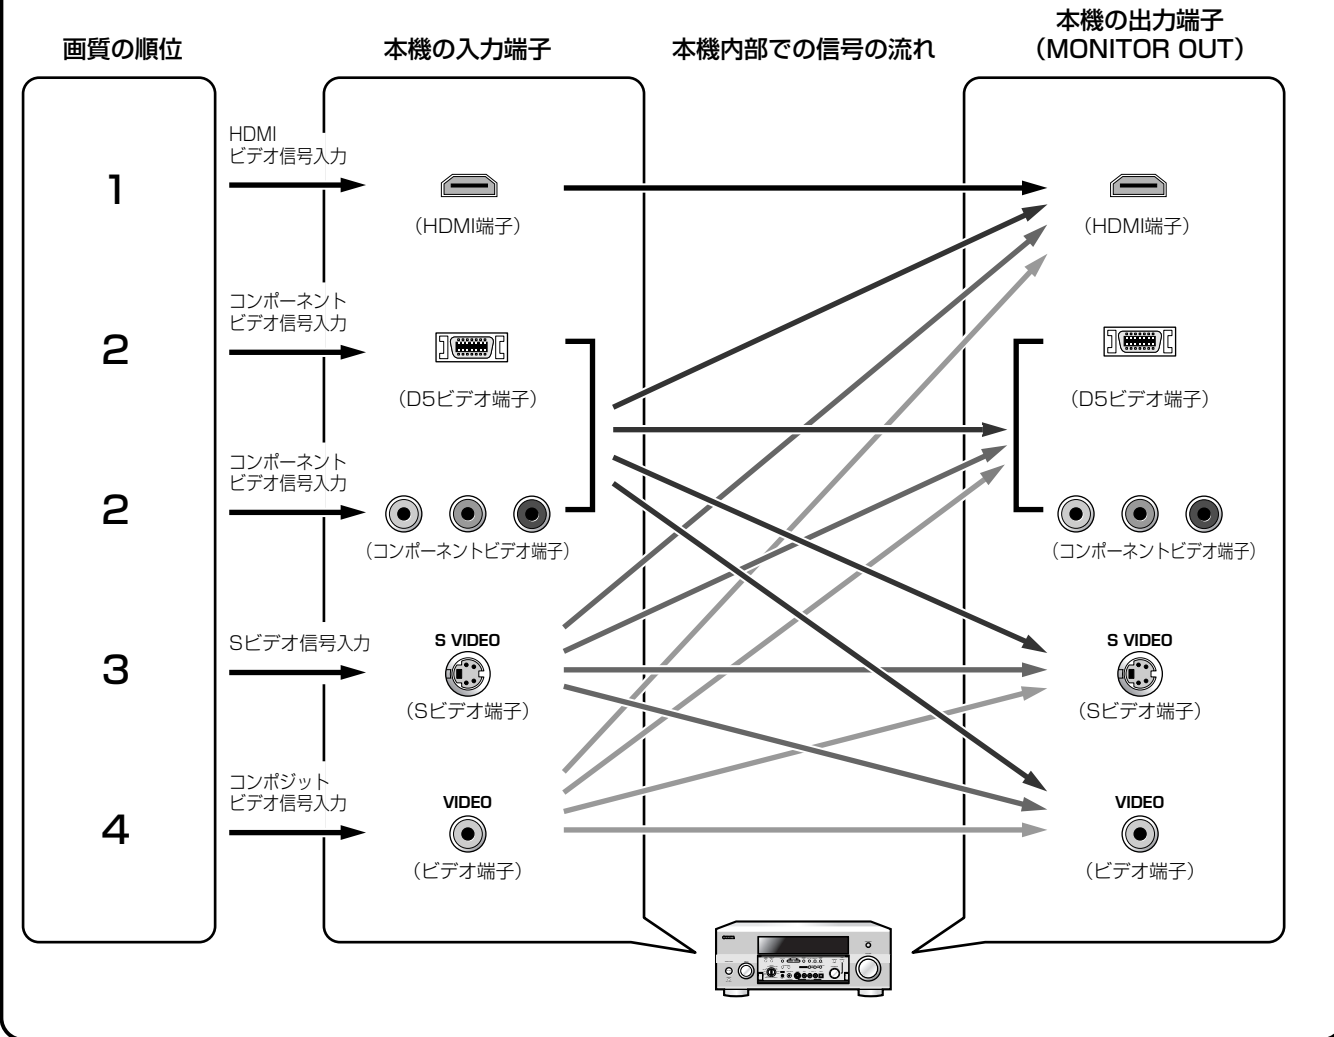 画質の順位
本機の入力端子
本機内部での信号の流れ
本機の出力端子
（MONITOR OUT）
1
HDMI
ビデオ信号入力
（HDMI端子）
（HDMI端子）
2
コンポーネント
ビデオ信号入力
（D5ビデオ端子）
（D5ビデオ端子）
2
コンポーネント
ビデオ信号入力
（コンポーネントビデオ端子）
（コンポーネントビデオ端子）
3
Sビデオ信号入力
S VIDEO
（Sビデオ端子）
S VIDEO
（Sビデオ端子）
4
コンポジット
ビデオ信号入力
VIDEO
（ビデオ端子）
VIDEO
（ビデオ端子）